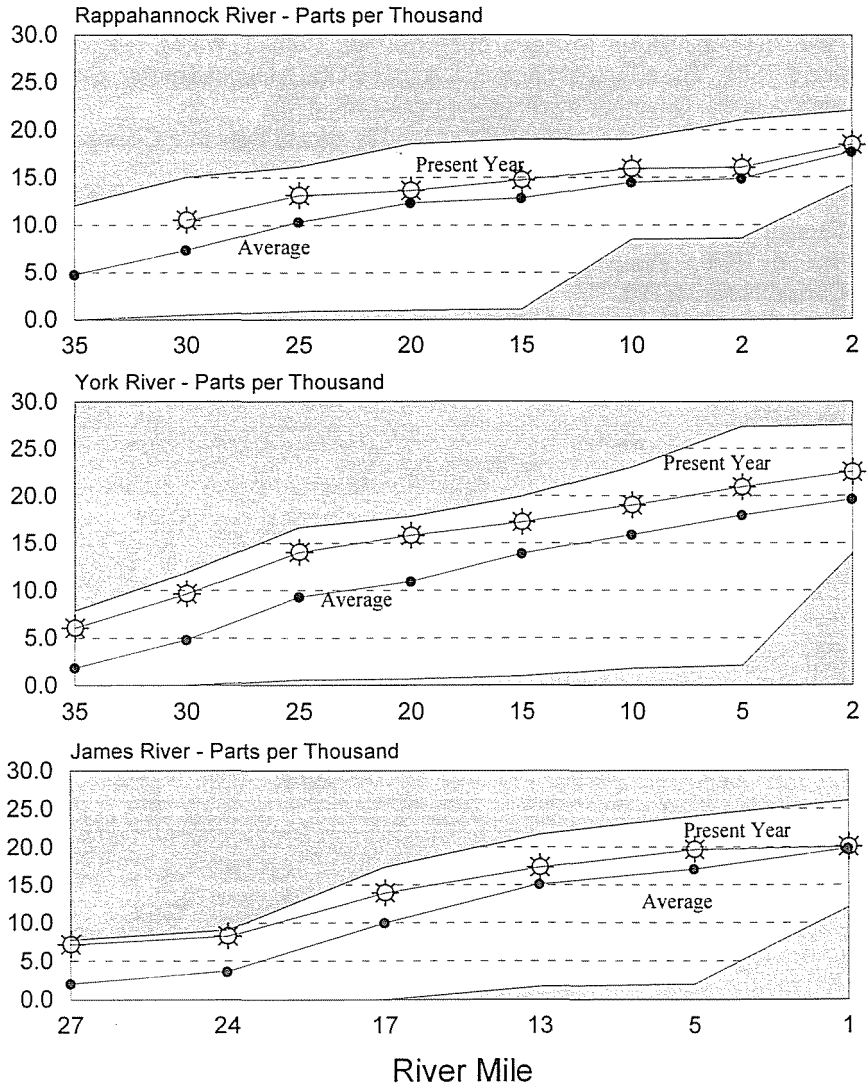 Rappahannock River - Parts per Thousand
30.0
25.0
20.0
15.0
10.0
5.0
0.0
Present Year
Average
35 30 25 20 15 10 2 2
York River - Parts per Thousand
30.0
25.0
20.0
15.0
10.0
5.0
0.0
Present Year
Average
35 30 25 20 15 10 5 2
James River - Parts per Thousand
30.0
25.0
20.0
15.0
10.0
5.0
0.0
Present Year
Average
27 24 17 13 5 1
River Mile